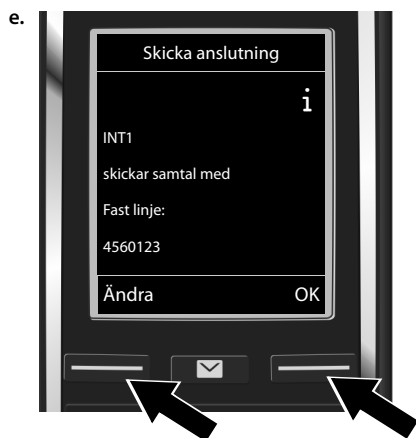 e.
Skicka anslutning
i
INT1
skickar samtal med
Fast linje:
4560123
Ändra OK